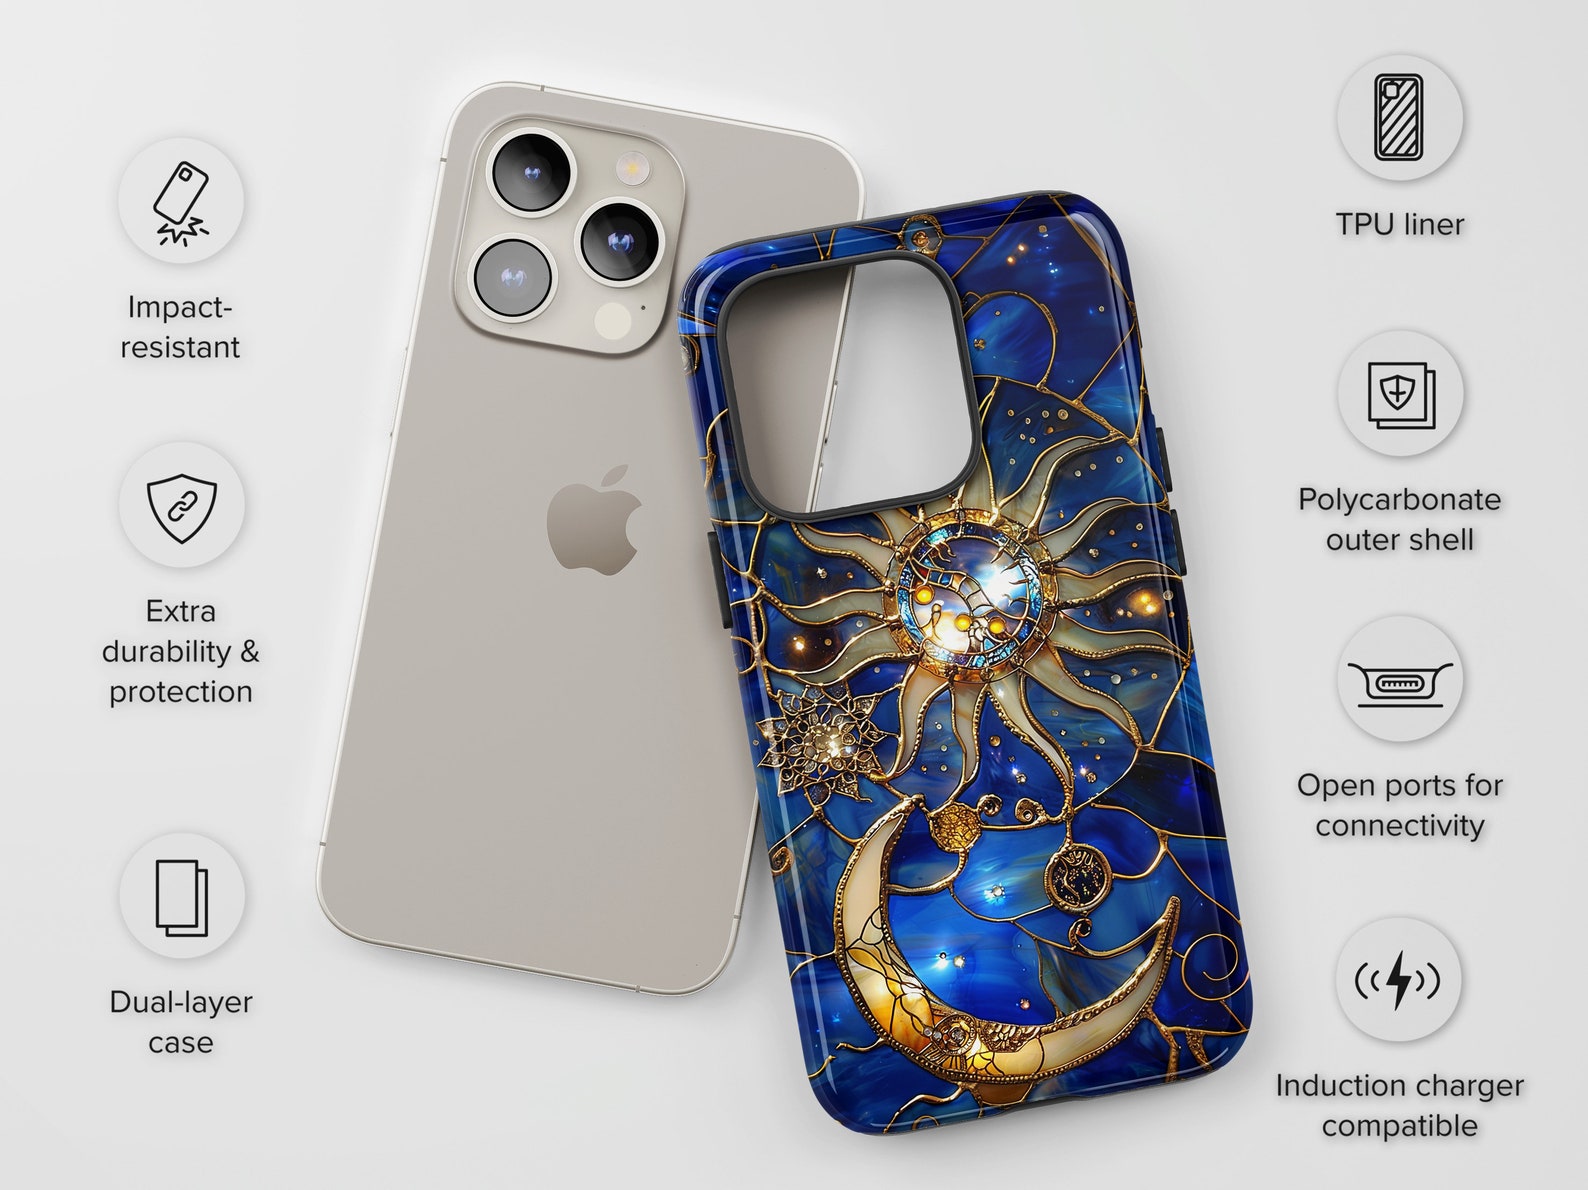 Impact-
resistant
Extra
durability &
protection
Dual-layer
case
TPU liner
Polycarbonate
outer shell
Open ports for
connectivity
Induction charger
compatible